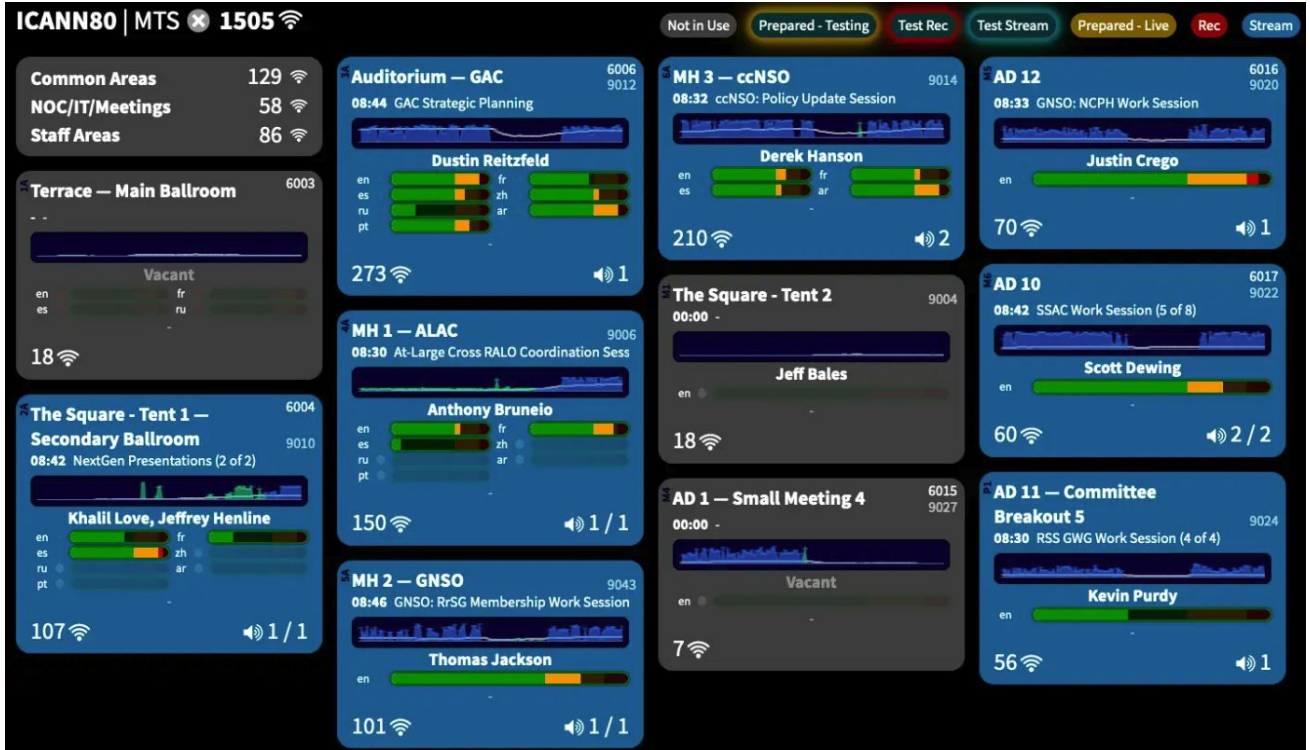 ICANN80 | MTS 1505
Not in Use
Prepared - Testing
Test Rec
Test Stream
Prepared - Live
Rec
Stream
Common Areas 129
NOC/IT/Meetings 58
Staff Areas 86
1A
Terrace — Main Ballroom 6003
- -
Vacant
en fr
es ru
-
18
2A
The Square - Tent 1 — 6004
Secondary Ballroom 9010
08:42 NextGen Presentations (2 of 2)
Khalil Love, Jeffrey Henline
en fr
es zh
ru ar
pt
-
107 1 / 1
3A
Auditorium — GAC 6006
9012
08:44 GAC Strategic Planning
Dustin Reitzfeld
en fr
es zh
ru ar
pt
-
273 1
4A
MH 1 — ALAC 9006
08:30 At-Large Cross RALO Coordination Sess
Anthony Bruneio
en fr
es zh
ru ar
pt
-
150 1 / 1
5A
MH 2 — GNSO 9043
08:46 GNSO: RrSG Membership Work Session
Thomas Jackson
en
-
101 1 / 1
6A
MH 3 — ccNSO 9014
08:32 ccNSO: Policy Update Session
Derek Hanson
en fr
es ar
-
210 2
M1
The Square - Tent 2 9004
00:00 -
Jeff Bales
en
-
18
M4
AD 1 — Small Meeting 4 6015
9027
00:00 -
Vacant
en
-
7
M5
AD 12 6016
9020
08:33 GNSO: NCPH Work Session
Justin Crego
en
-
70 1
M6
AD 10 6017
9022
08:42 SSAC Work Session (5 of 8)
Scott Dewing
en
-
60 2 / 2
P1
AD 11 — Committee
Breakout 5 9024
08:30 RSS GWG Work Session (4 of 4)
Kevin Purdy
en
-
56 1